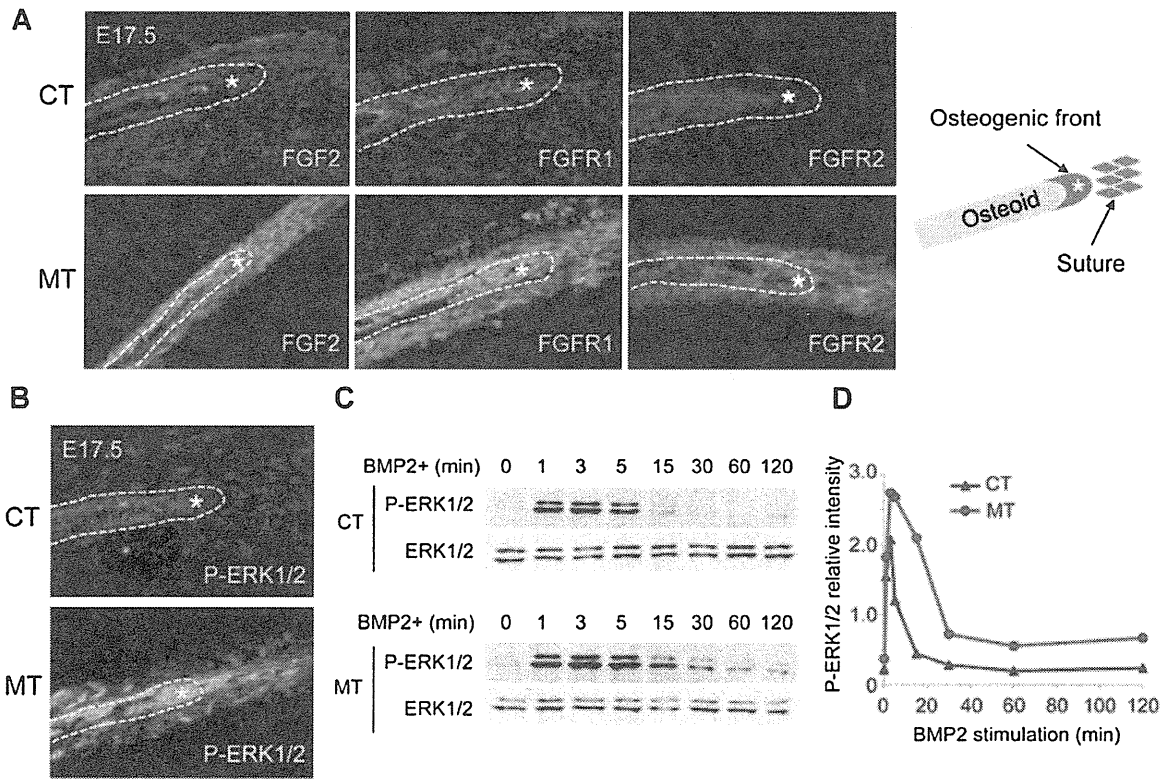 A
E17.5
CT
FGF2
FGFR1
FGFR2
MT
FGF2
FGFR1
FGFR2
Osteogenic front
Osteoid
Suture
B
E17.5
CT
P-ERK1/2
MT
P-ERK1/2
C
BMP2+ (min) 0 1 3 5 15 30 60 120
CT
P-ERK1/2
ERK1/2
BMP2+ (min) 0 1 3 5 15 30 60 120
MT
P-ERK1/2
ERK1/2
D
P-ERK1/2 relative intensity
3.0
2.0
1.0
0
CT
MT
0 20 40 60 80 100 120
BMP2 stimulation (min)